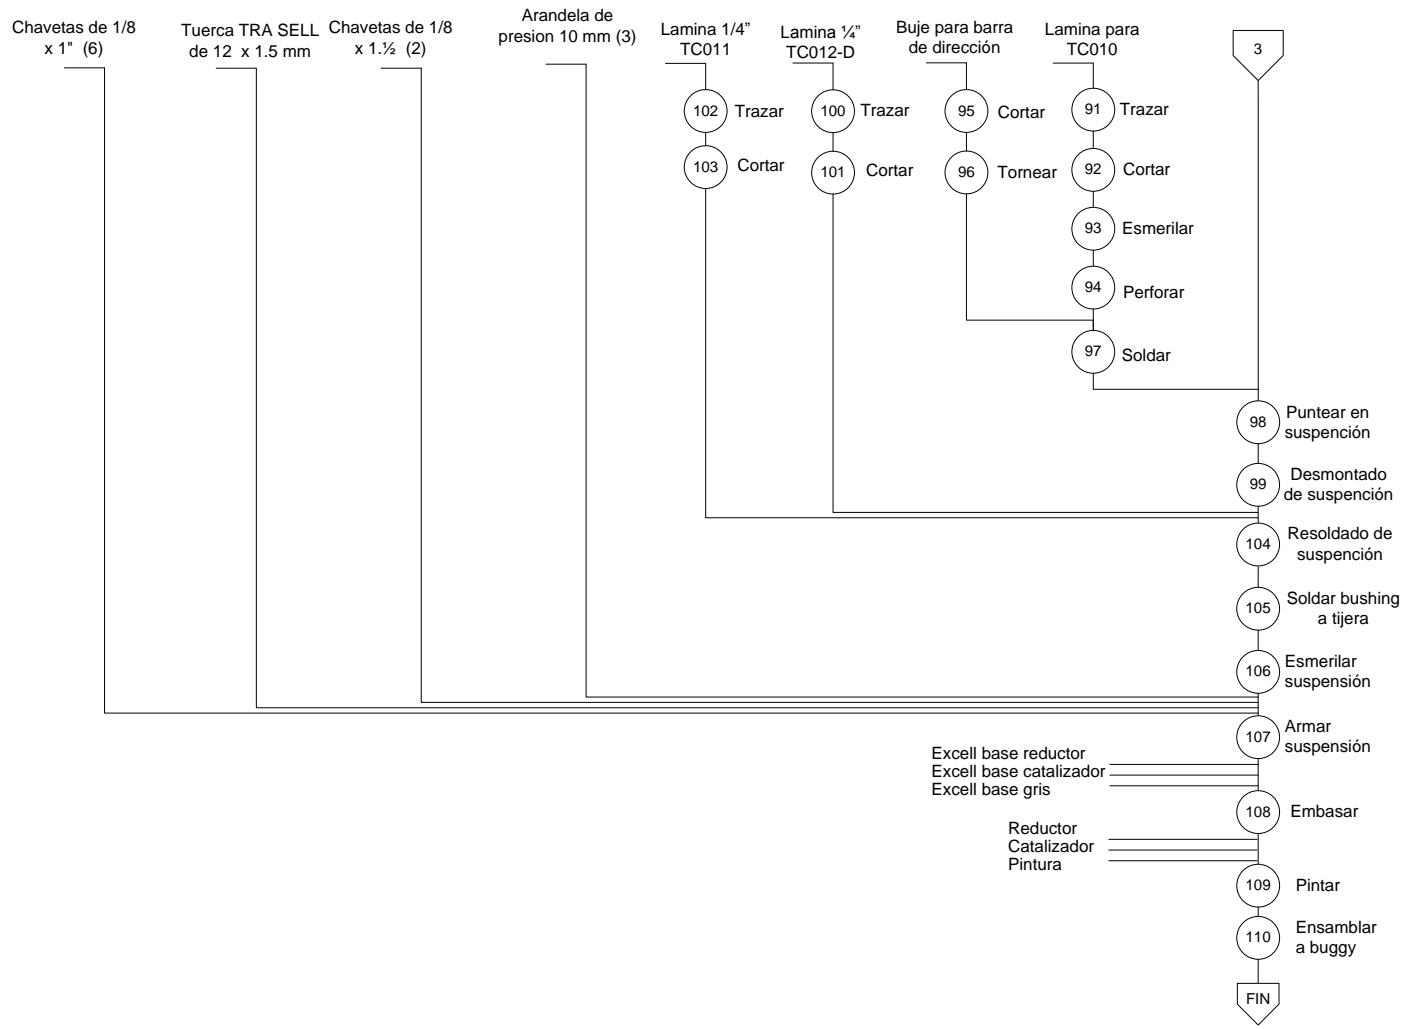 Chavetas de 1/8
x 1" (6)
Tuerca TRA SELL
de 12 x 1.5 mm
Chavetas de 1/8
x 1.½ (2)
Arandela de
presion 10 mm (3)
Lamina 1/4”
TC011
Lamina ¼”
TC012-D
Buje para barra
de dirección
Lamina para
TC010
3
102 Trazar
103 Cortar
100 Trazar
101 Cortar
95 Cortar
96 Tornear
91 Trazar
92 Cortar
93 Esmerilar
94 Perforar
97 Soldar
98 Puntear en
suspención
99 Desmontado
de suspención
104 Resoldado de
suspención
105 Soldar bushing
a tijera
106 Esmerilar
suspensión
107 Armar
suspensión
Excell base reductor
Excell base catalizador
Excell base gris
108 Embasar
Reductor
Catalizador
Pintura
109 Pintar
110 Ensamblar
a buggy
FIN